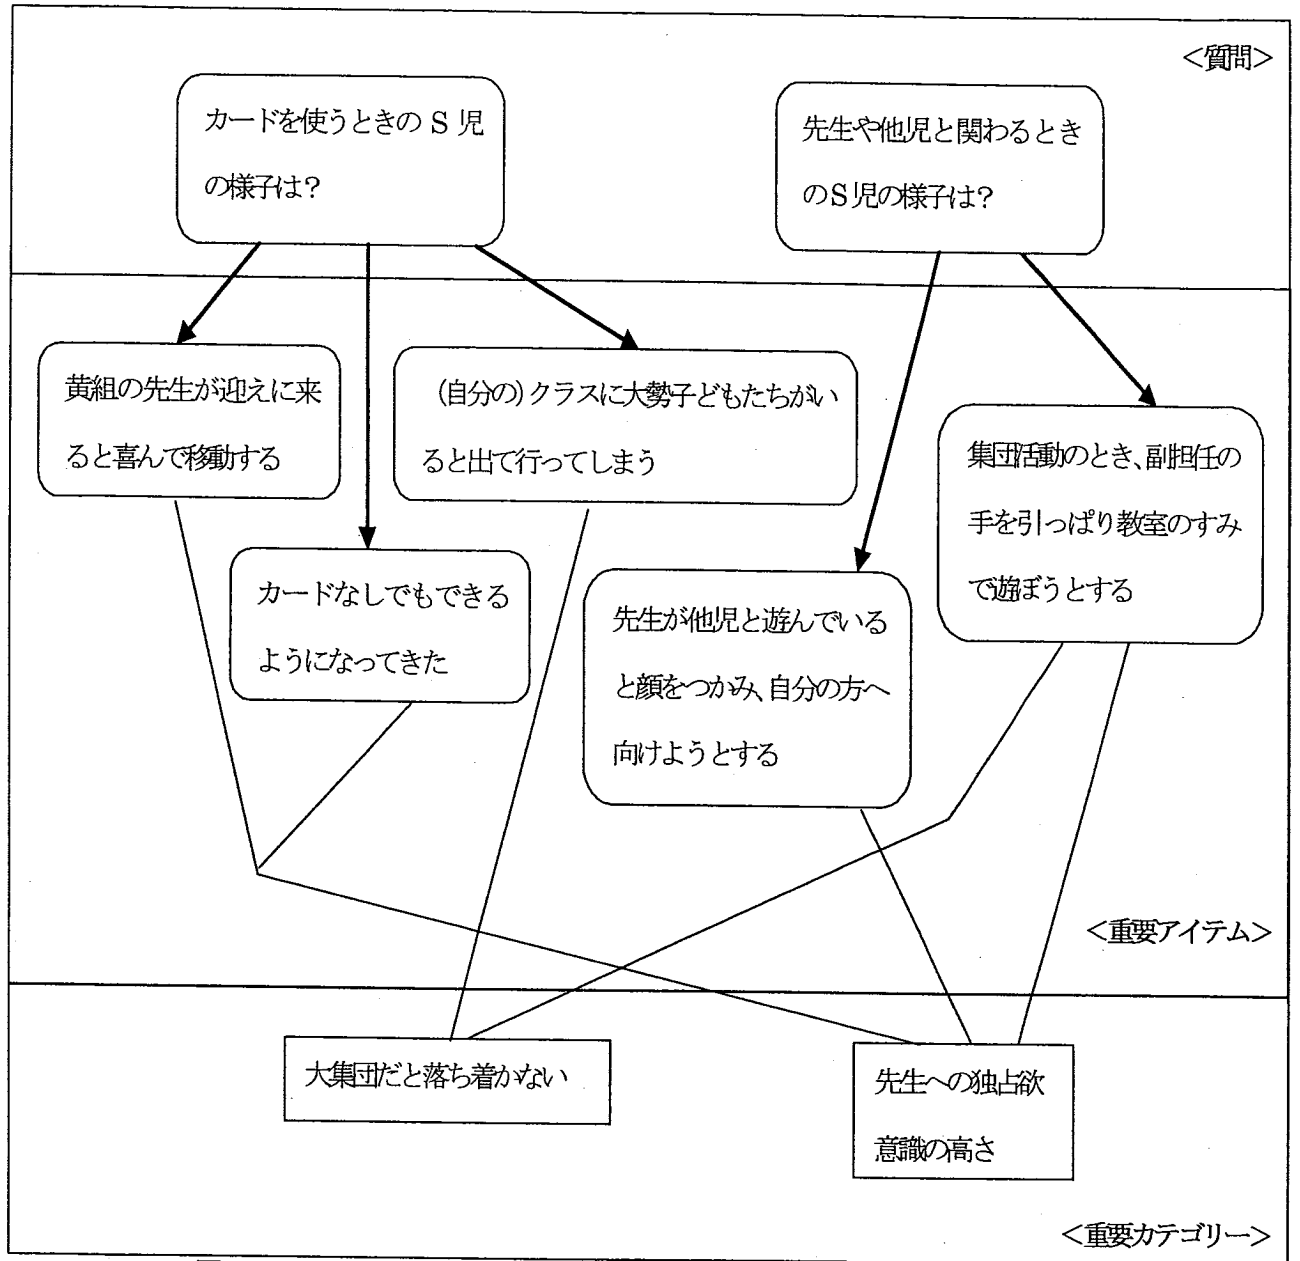 <質問>
カードを使うときのS児
の様子は?
先生や他児と関わるとき
のS児の様子は?
黄組の先生が迎えに来
ると喜んで移動する
(自分の)クラスに大勢子どもたちがい
ると出て行ってしまう
集団活動のとき、副担任の
手を引っぱり教室のすみ
で遊ぼうとする
カードなしでもできる
ようになってきた
先生が他児と遊んでいる
と顔をつかみ、自分の方へ
向けようとする
<重要アイテム>
大集団だと落ち着かない
先生への独占欲
意識の高さ
<重要カテゴリー>